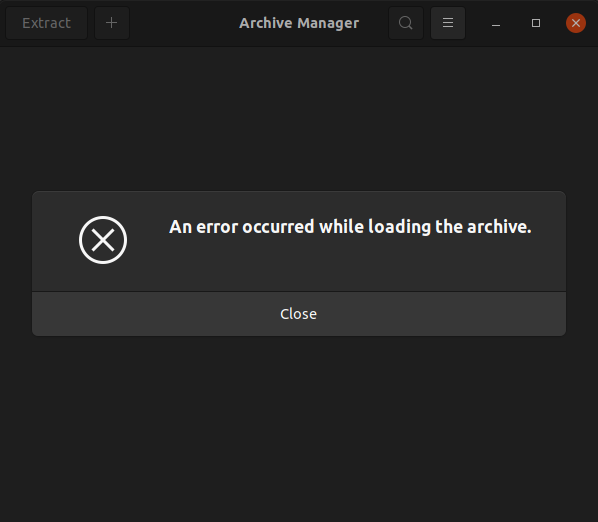 Extract
Archive Manager
An error occurred while loading the archive.
Close